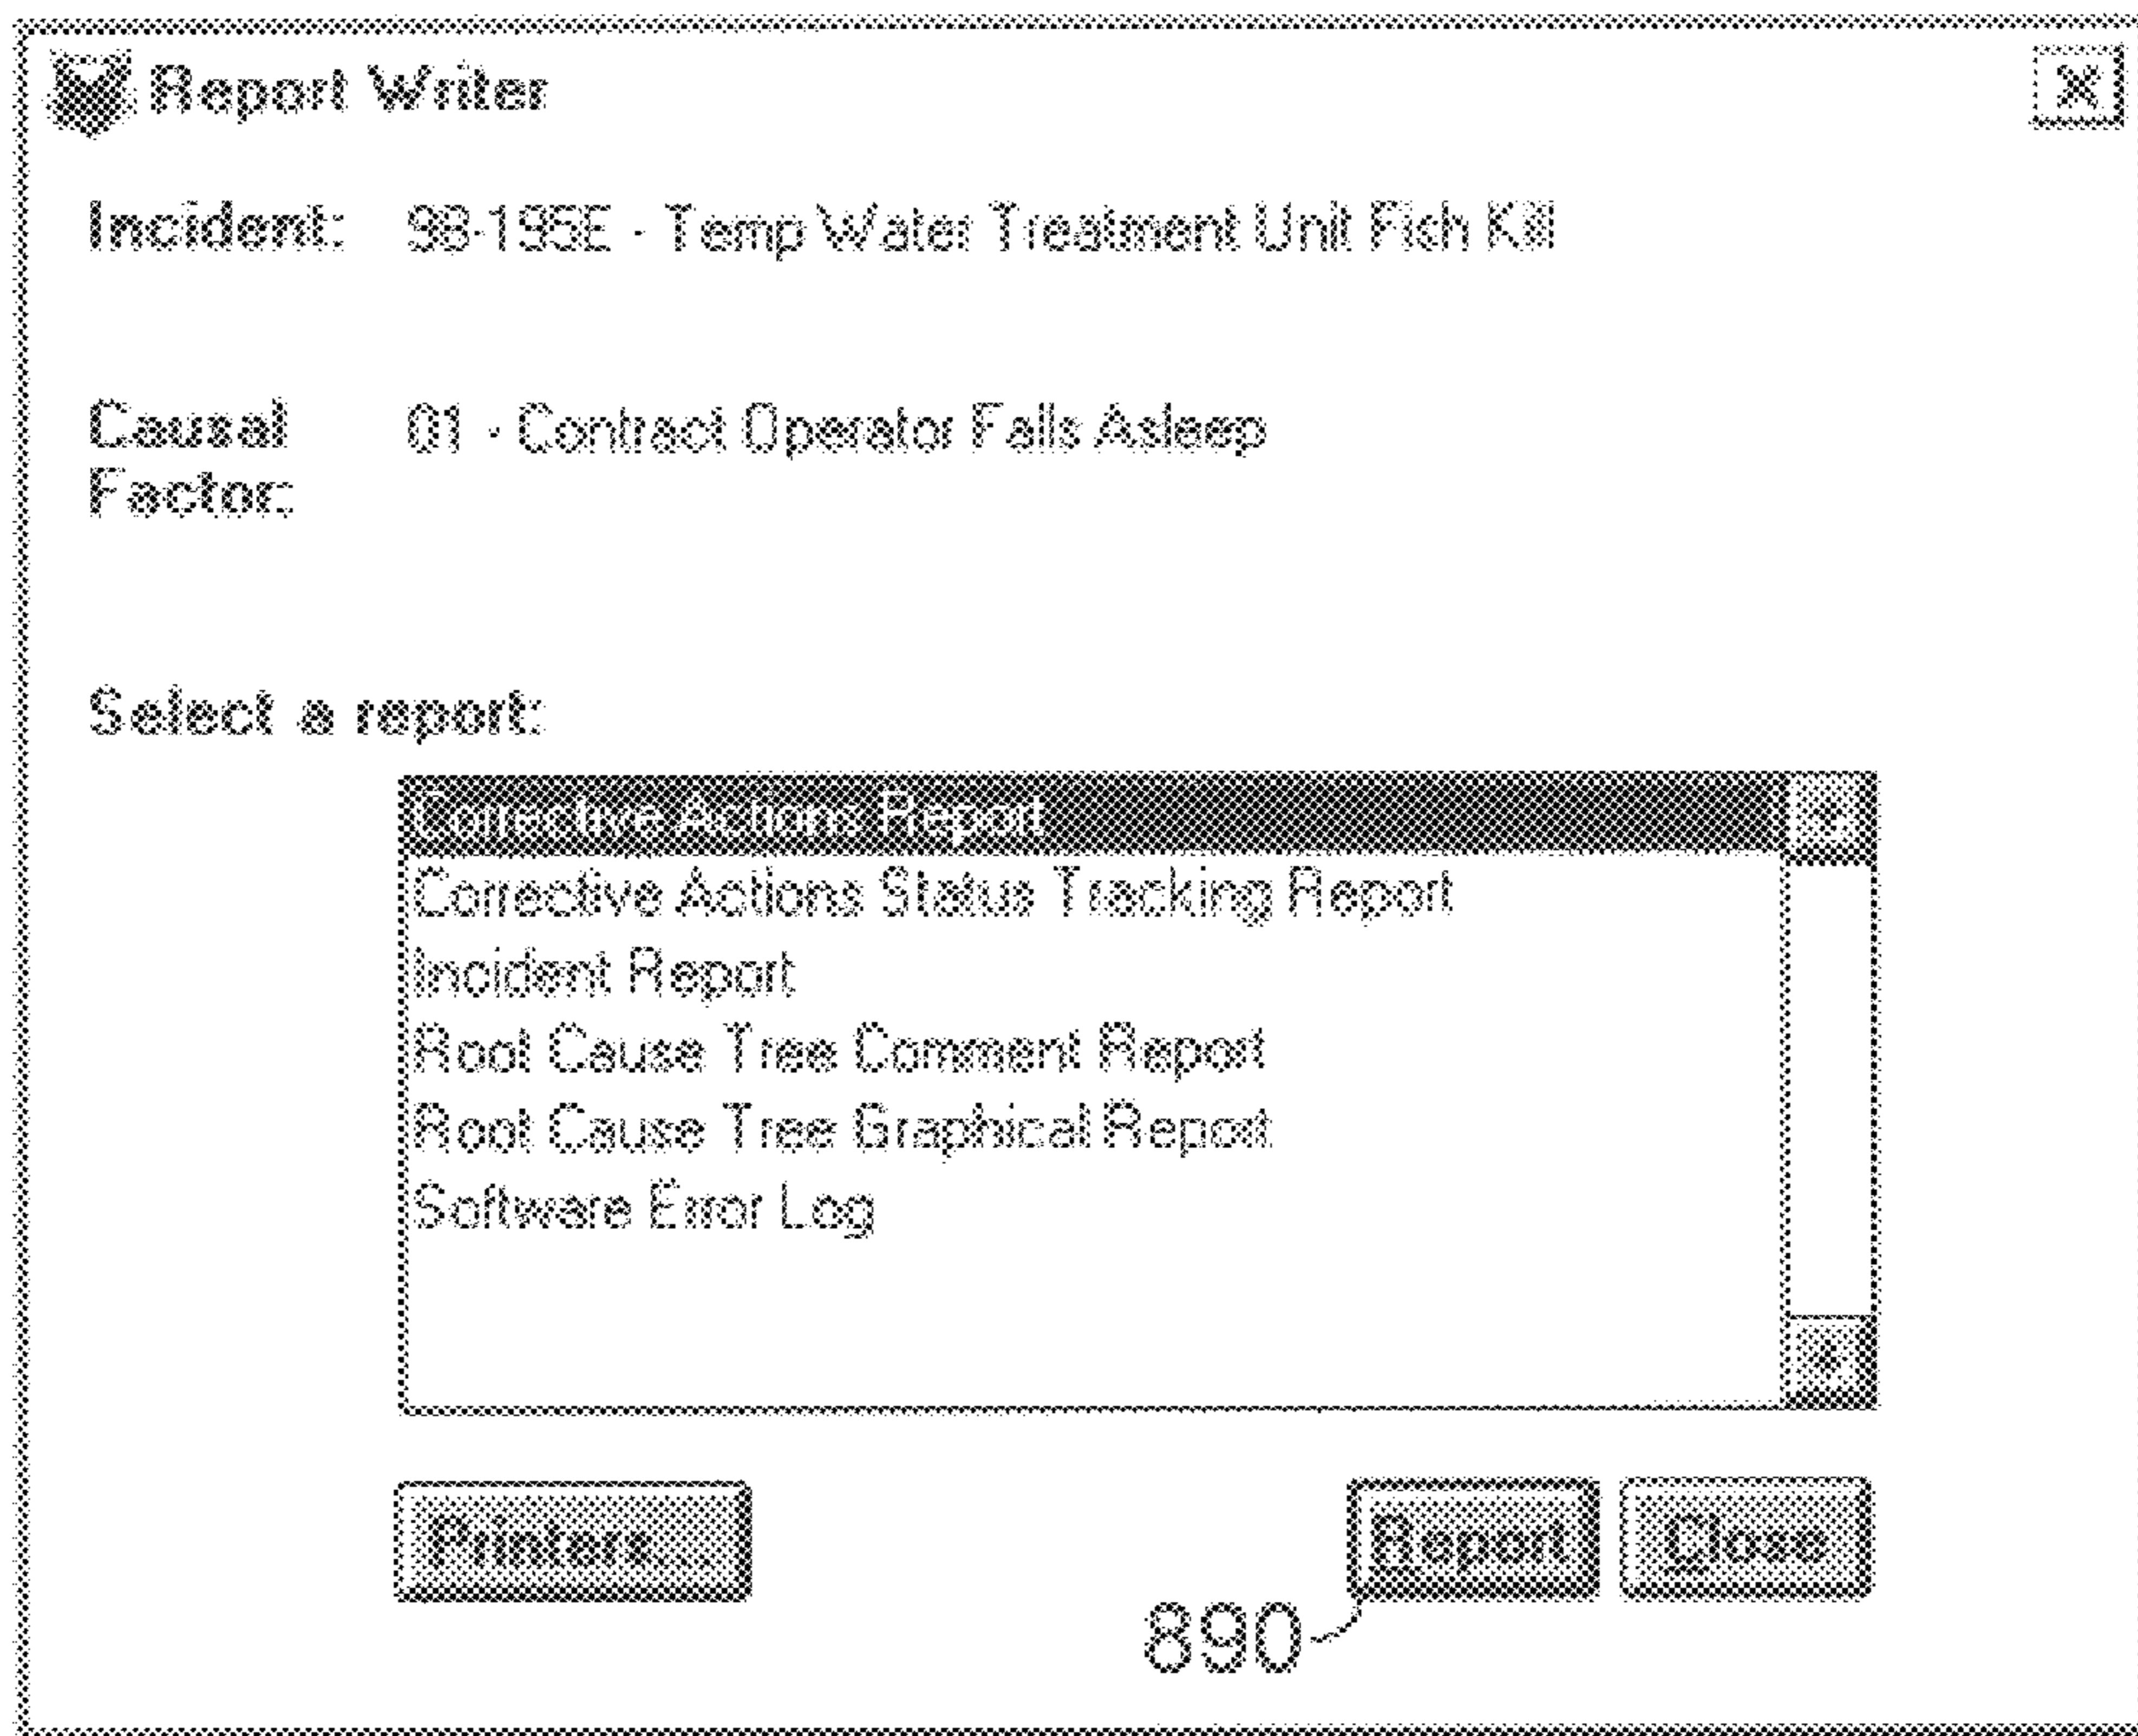 Report Writer
Incident: 98-195E - Temp Water Treatment Unit Fish Kill
Causal 01 - Contract Operator Falls Asleep
Factor:
Select a report:
Corrective Actions Report
Corrective Actions Status Tracking Report
Incident Report
Root Cause Tree Comment Report
Root Cause Tree Graphical Report
Software Error Log
Printers... Report Close
890